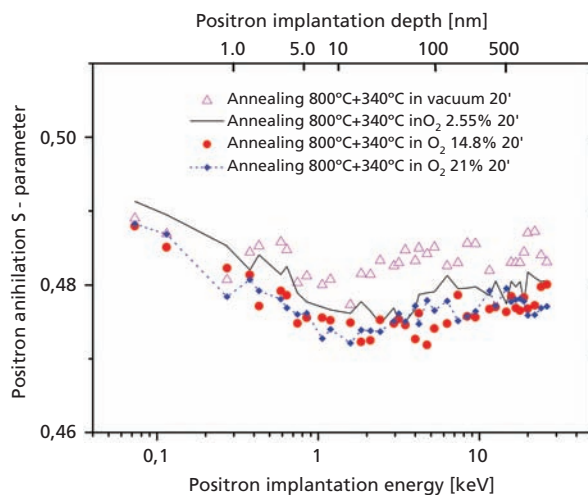 Positron implantation depth [nm]
1.0 5.0 10 100 500
Annealing 800ºC+340ºC in vacuum 20'
Annealing 800ºC+340ºC inO2 2.55% 20'
Annealing 800ºC+340ºC in O2 14.8% 20'
Annealing 800ºC+340ºC in O2 21% 20'
Positron anihilation S - parameter
0,50
0,48
0,46
0,1 1 10
Positron implantation energy [keV]